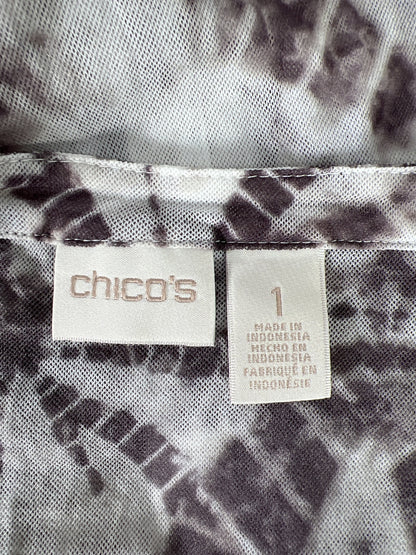 chico's
1
MADE IN
INDONESIA
HECHO EN
INDONESIA
FABRIQUÉ EN
INDONÉSIE